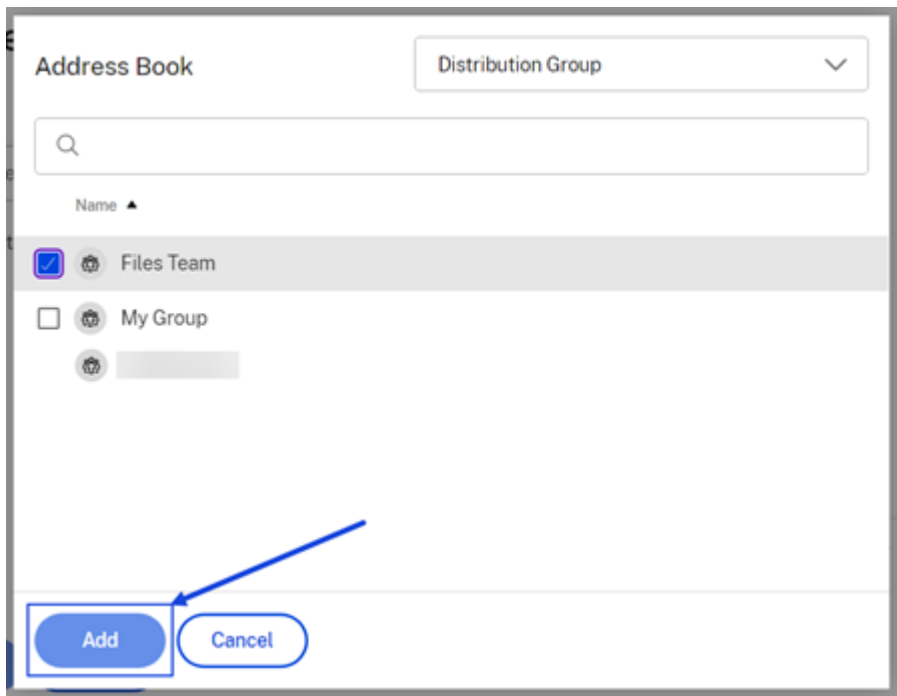 Address Book
Distribution Group
Name
Files Team
My Group
Add
Cancel